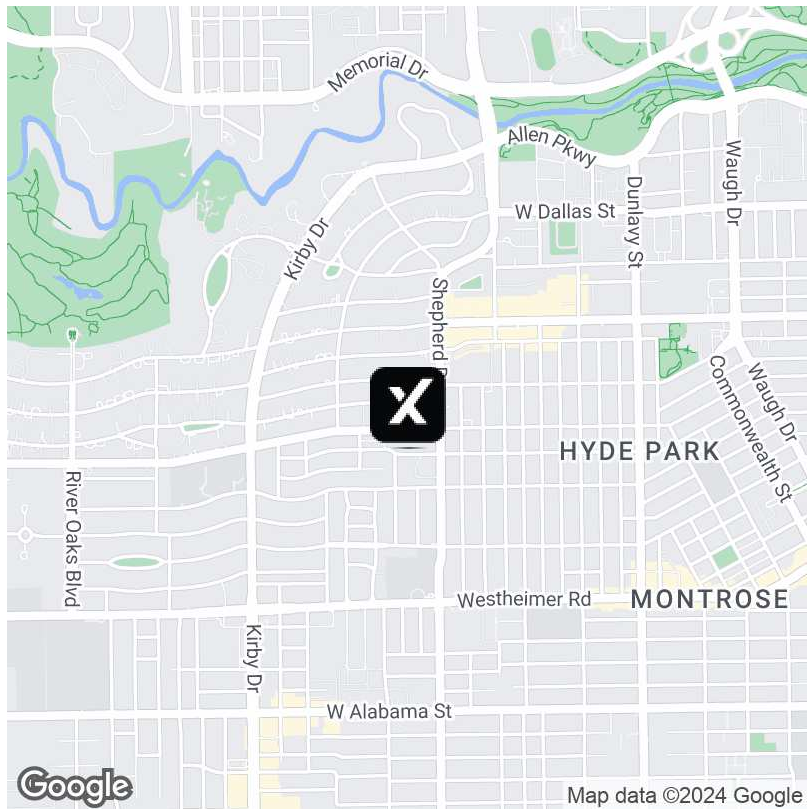 Memorial Dr
Allen Pkwy
Waugh Dr
W Dallas St
Dunlavy St
Kirby Dr
Shepherd
Waugh Dr
Commonwealth St
X
HYDE PARK
River Oaks Blvd
Westheimer Rd
MONTROSE
Kirby Dr
W Alabama St
Google
Map data ©2024 Google